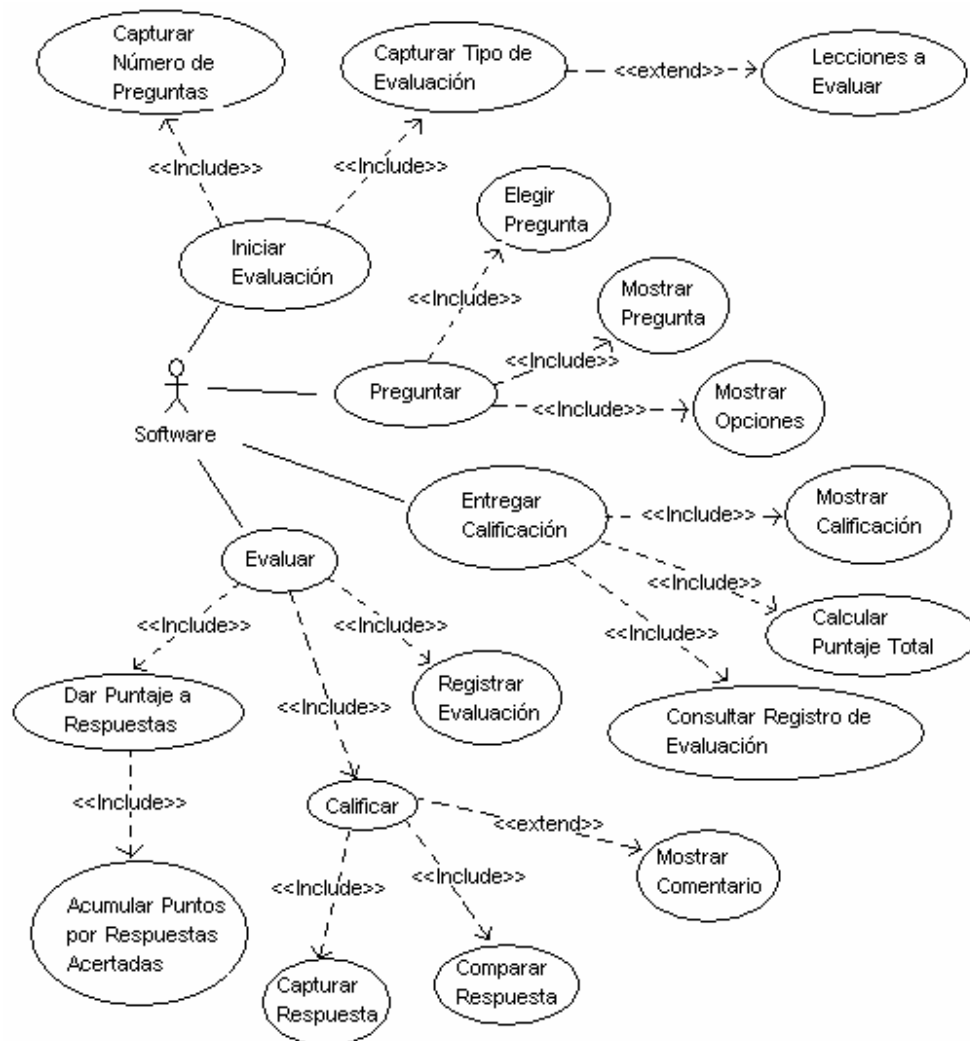 Capturar
Número de
Preguntas
Capturar Tipo de
Evaluación
<<extend>>
Lecciones a
Evaluar
<<Include>>
<<Include>>
Elegir
Pregunta
Iniciar
Evaluación
<<Include>>
Mostrar
Pregunta
<<Include>>
Preguntar
<<Include>>
Mostrar
Opciones
Software
Entregar
Calificación
<<Include>>
Mostrar
Calificación
Evaluar
<<Include>>
Calcular
Puntaje Total
<<Include>>
<<Include>>
<<Include>>
Dar Puntaje a
Respuestas
Registrar
Evaluación
<<Include>>
Consultar Registro de
Evaluación
<<Include>>
Calificar
<<extend>>
Mostrar
Comentario
<<Include>>
<<Include>>
Acumular Puntos
por Respuestas
Acertadas
Capturar
Respuesta
Comparar
Respuesta